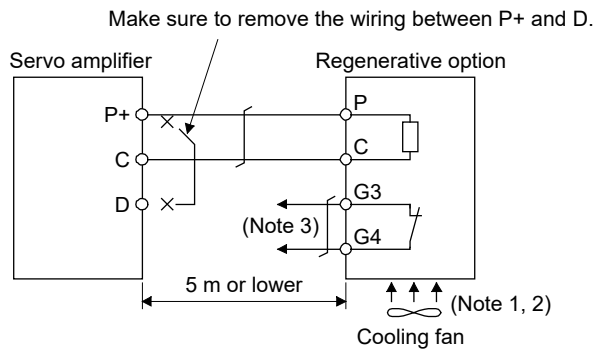 Make sure to remove the wiring between P+ and D.
Servo amplifier
Regenerative option
P+
P
C
C
D
G3
(Note 3)
G4
5 m or lower
(Note 1, 2)
Cooling fan